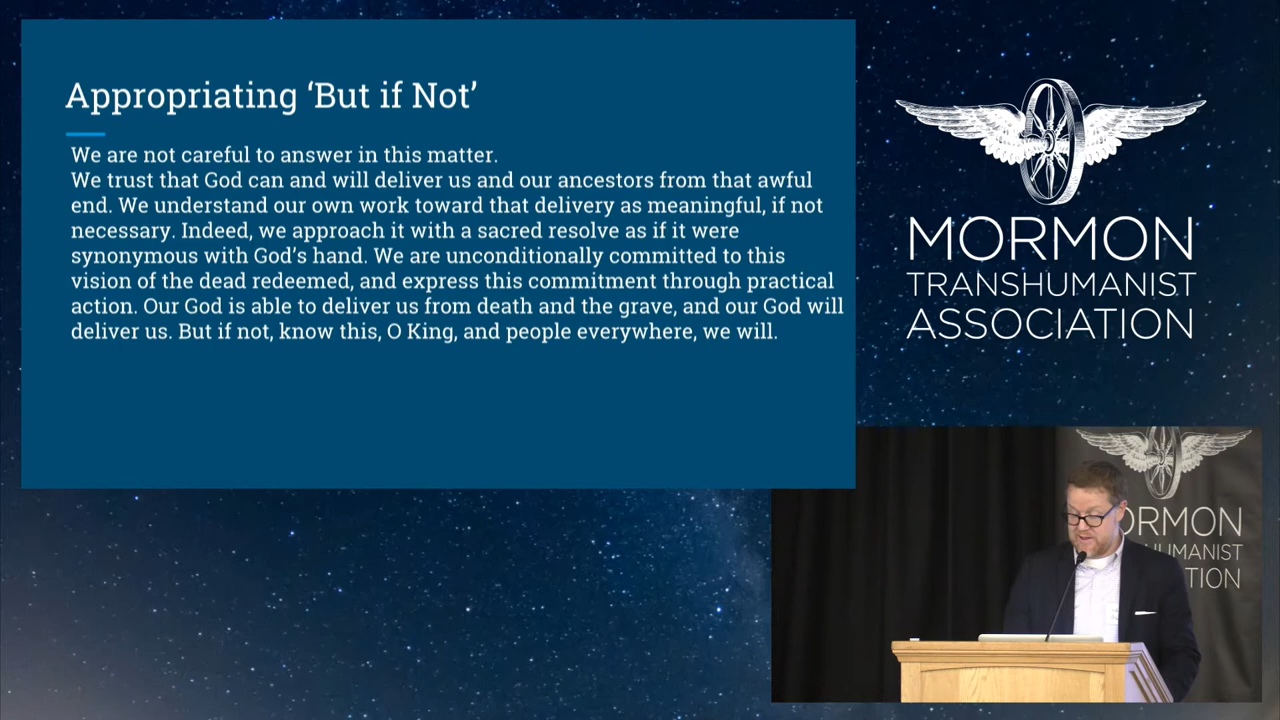 Appropriating ‘But if Not’
We are not careful to answer in this matter.
We trust that God can and will deliver us and our ancestors from that awful
end. We understand our own work toward that delivery as meaningful, if not
necessary. Indeed, we approach it with a sacred resolve as if it were
synonymous with God’s hand. We are unconditionally committed to this
vision of the dead redeemed, and express this commitment through practical
action. Our God is able to deliver us from death and the grave, and our God will
deliver us. But if not, know this, O King, and people everywhere, we will.
MORMON
TRANSHUMANIST
ASSOCIATION
ORMON
HUMANIST
TION